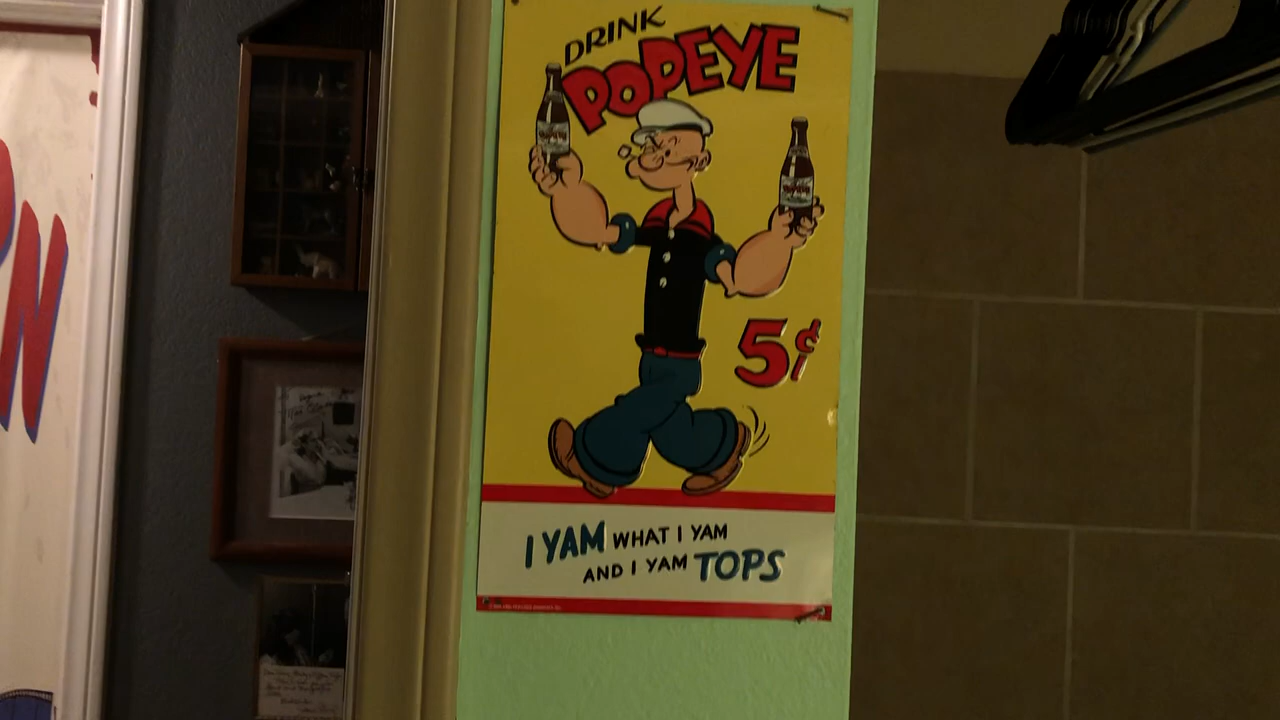 DRINK
POPEYE
5¢
I YAM WHAT I YAM
AND I YAM TOPS
N